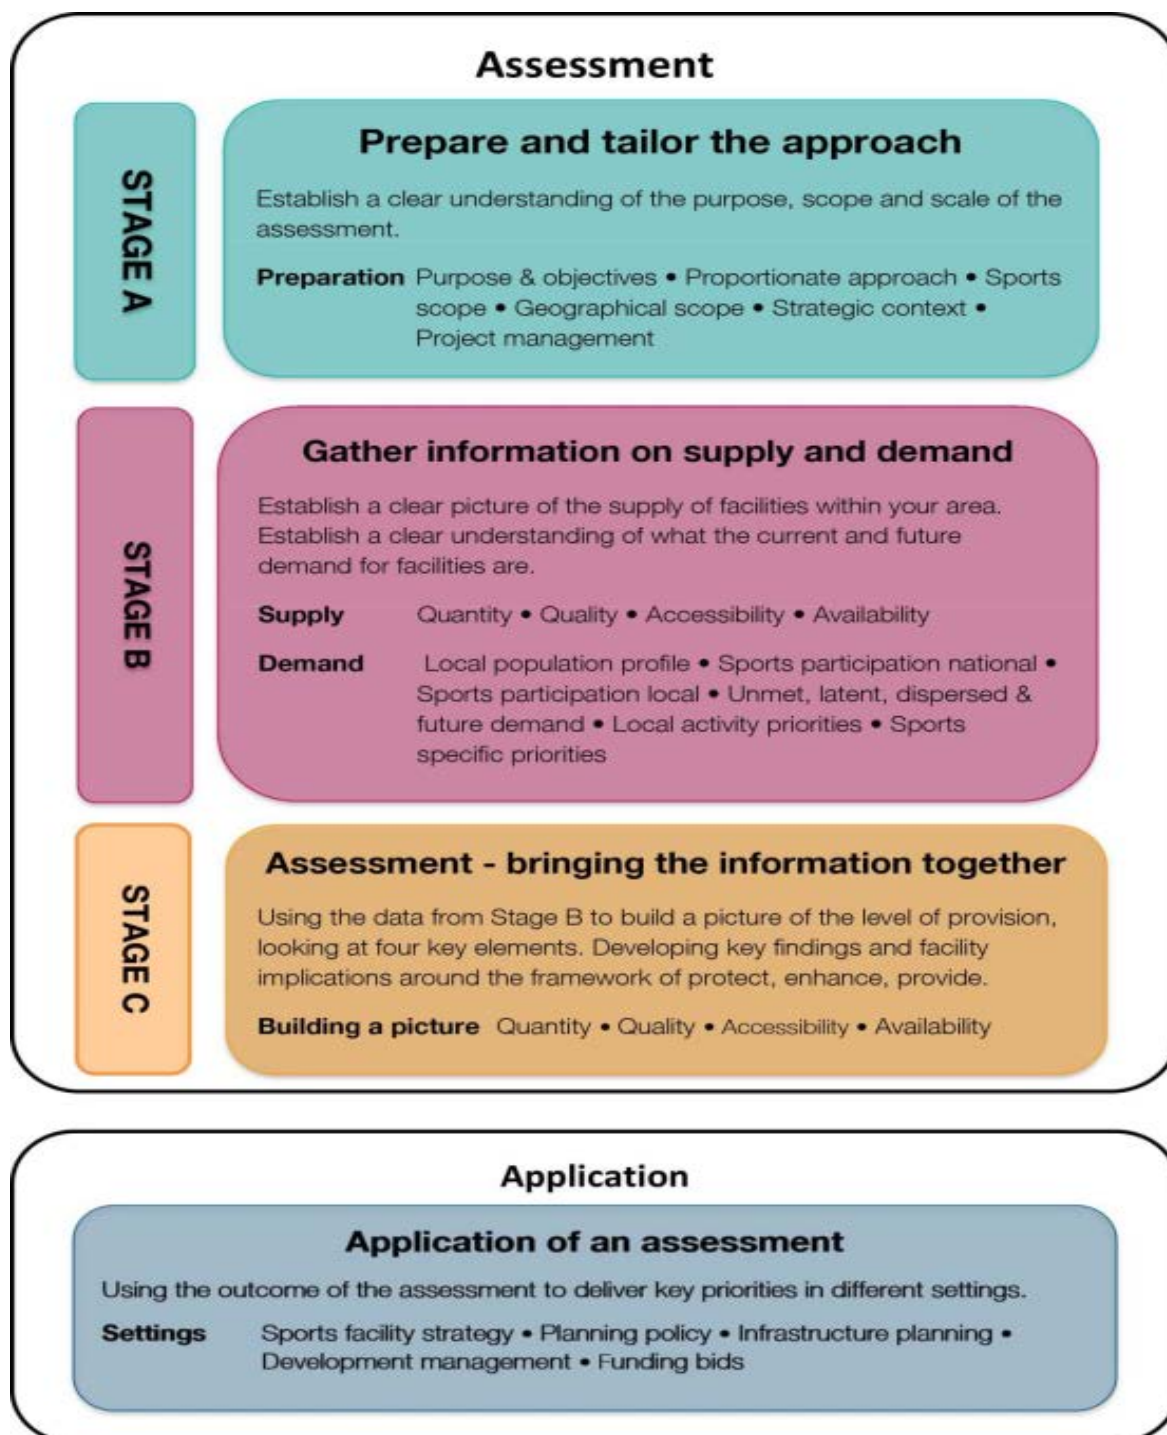 Assessment
STAGE A
Prepare and tailor the approach
Establish a clear understanding of the purpose, scope and scale of the
assessment.
Preparation Purpose & objectives • Proportionate approach • Sports
scope • Geographical scope • Strategic context •
Project management
STAGE B
Gather information on supply and demand
Establish a clear picture of the supply of facilities within your area.
Establish a clear understanding of what the current and future
demand for facilities are.
Supply Quantity • Quality • Accessibility • Availability
Demand Local population profile • Sports participation national •
Sports participation local • Unmet, latent, dispersed &
future demand • Local activity priorities • Sports
specific priorities
STAGE C
Assessment - bringing the information together
Using the data from Stage B to build a picture of the level of provision,
looking at four key elements. Developing key findings and facility
implications around the framework of protect, enhance, provide.
Building a picture Quantity • Quality • Accessibility • Availability
Application
Application of an assessment
Using the outcome of the assessment to deliver key priorities in different settings.
Settings Sports facility strategy • Planning policy • Infrastructure planning •
Development management • Funding bids